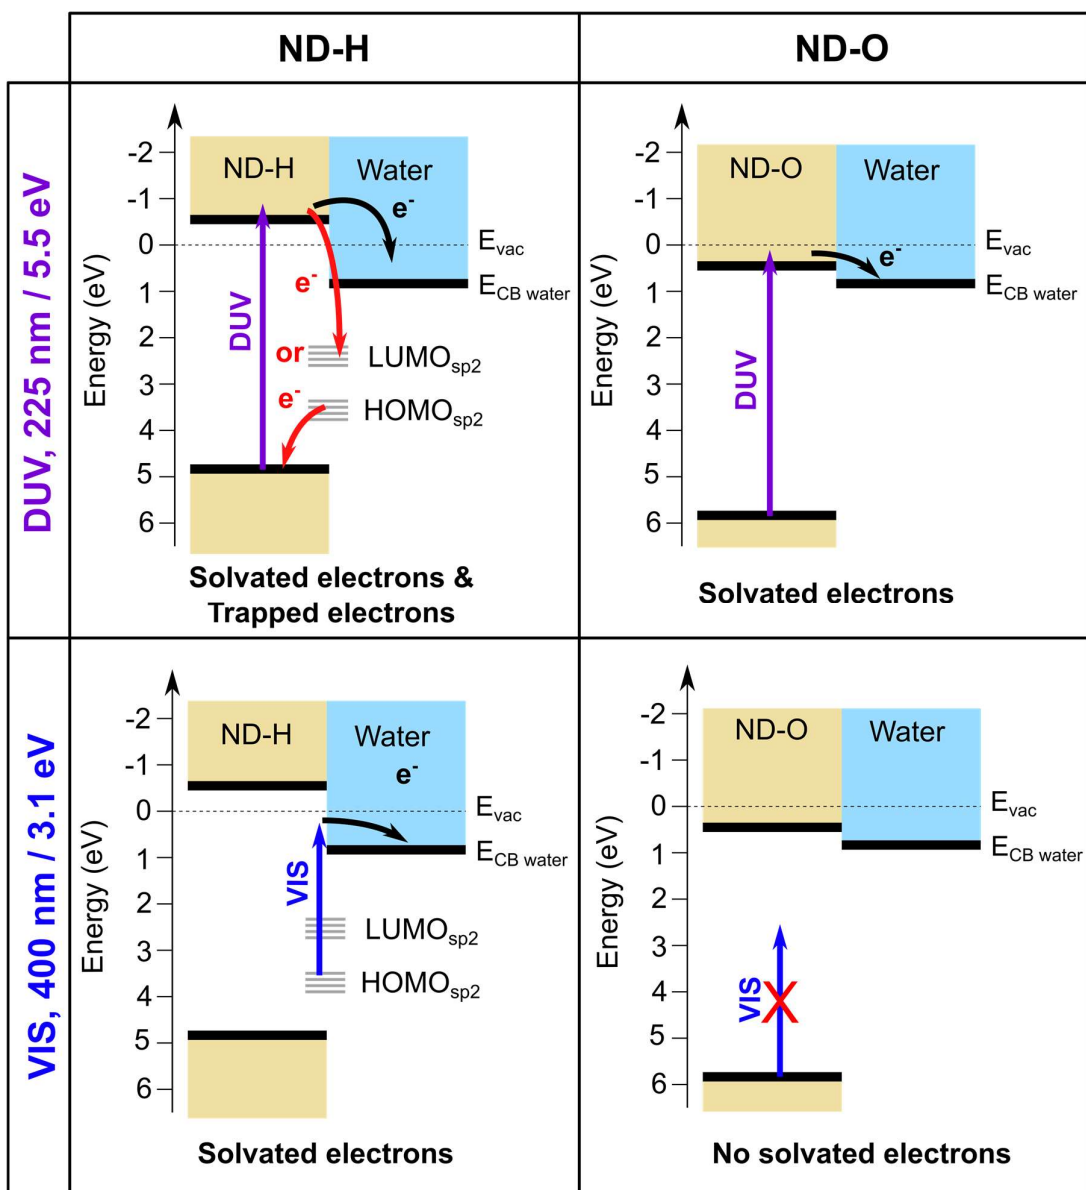 ND-H
ND-O
DUV, 225 nm / 5.5 eV
Energy (eV)
-2
-1
0
1
2
3
4
5
6
ND-H
Water
e-
E_vac
E_CB water
e-
DUV
or
LUMO_sp2
e-
HOMO_sp2
Solvated electrons &
Trapped electrons
Energy (eV)
-2
-1
0
1
2
3
4
5
6
ND-O
Water
E_vac
e-
E_CB water
DUV
Solvated electrons
VIS, 400 nm / 3.1 eV
Energy (eV)
-2
-1
0
1
2
3
4
5
6
ND-H
Water
e-
E_vac
E_CB water
VIS
LUMO_sp2
HOMO_sp2
Solvated electrons
Energy (eV)
-2
-1
0
1
2
3
4
5
6
ND-O
Water
E_vac
E_CB water
VIS
X
No solvated electrons